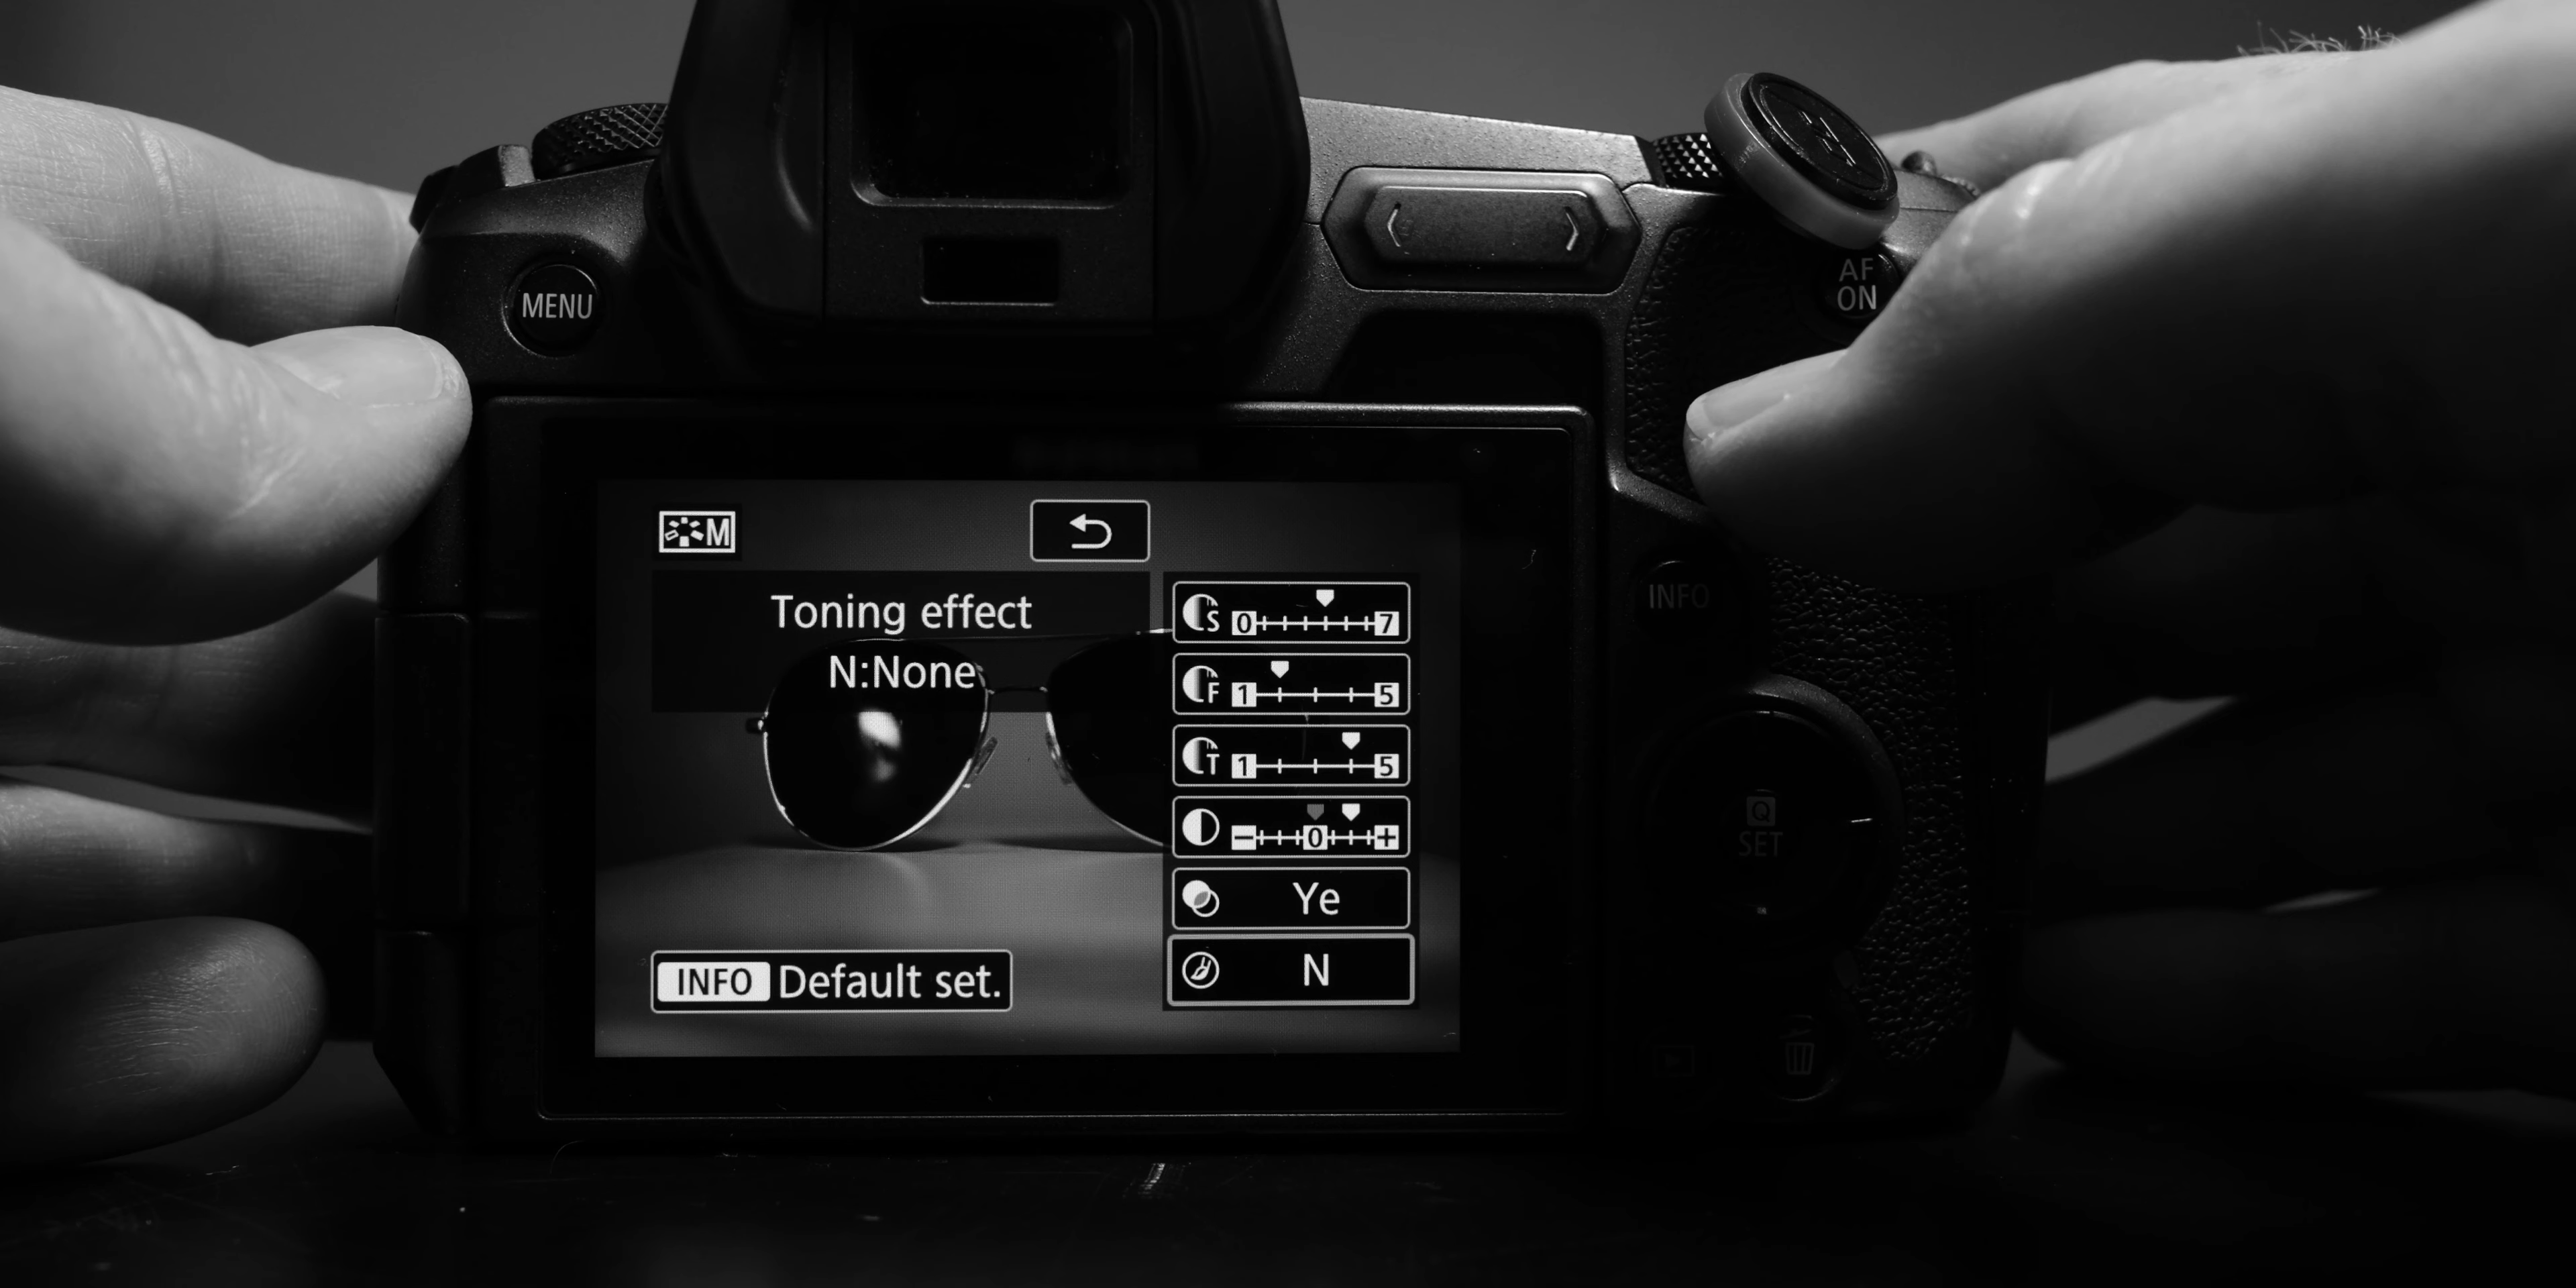 MENU
AF
ON
M
Toning effect
N:None
S 0 7
F 1 5
T 1 5
0
Ye
N
INFO Default set.
INFO
Q
SET